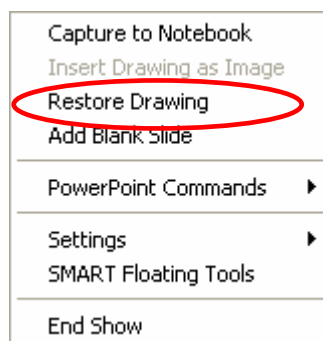 Capture to Notebook
Insert Drawing as Image
Restore Drawing
Add Blank Slide
PowerPoint Commands
Settings
SMART Floating Tools
End Show